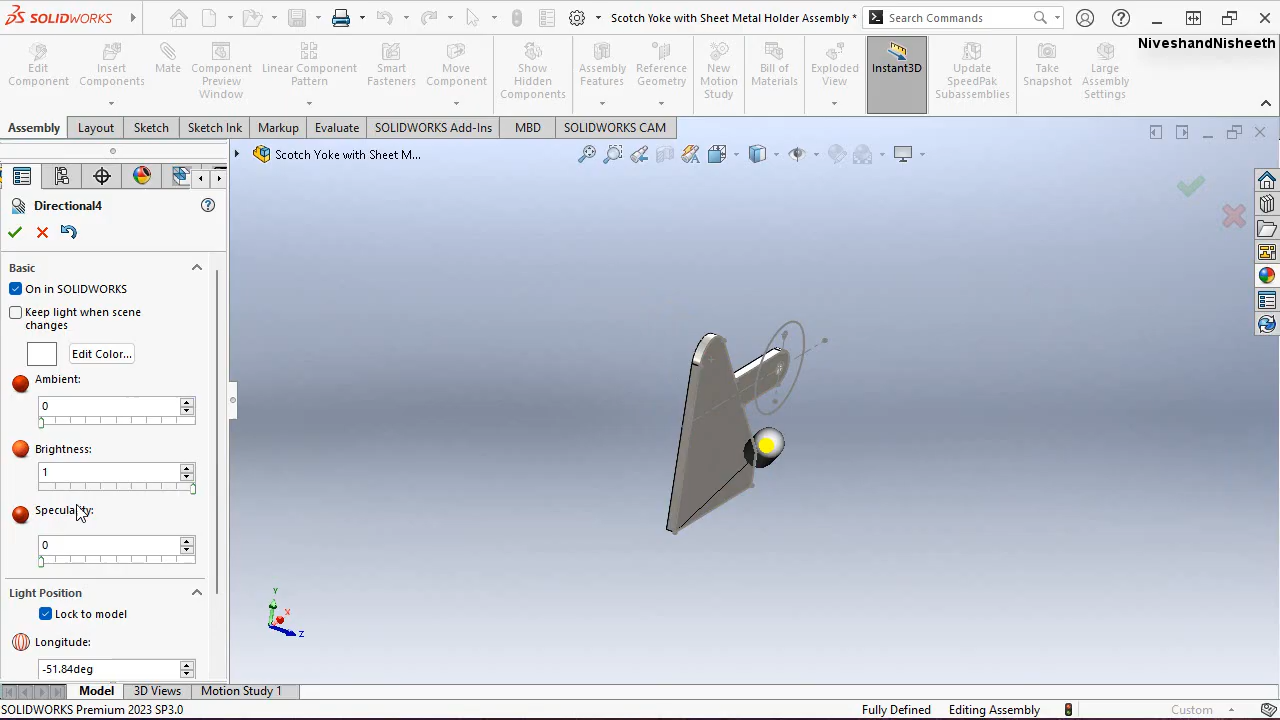 SOLIDWORKS
Scotch Yoke with Sheet Metal Holder Assembly *
Search Commands
NiveshandNisheeth
Edit Component
Insert Components
Mate
Component Preview Window
Linear Component Pattern
Smart Fasteners
Move Component
Show Hidden Components
Assembly Features
Reference Geometry
New Motion Study
Bill of Materials
Exploded View
Instant3D
Update SpeedPak Subassemblies
Take Snapshot
Large Assembly Settings
Assembly
Layout
Sketch
Sketch Ink
Markup
Evaluate
SOLIDWORKS Add-Ins
MBD
SOLIDWORKS CAM
Scotch Yoke with Sheet M...
Directional4
Basic
On in SOLIDWORKS
Keep light when scene
changes
Edit Color...
Ambient:
0
Brightness:
1
Specularity:
0
Light Position
Lock to model
Longitude:
-51.84deg
Y
X
Z
Model
3D Views
Motion Study 1
SOLIDWORKS Premium 2023 SP3.0
Fully Defined
Editing Assembly
Custom